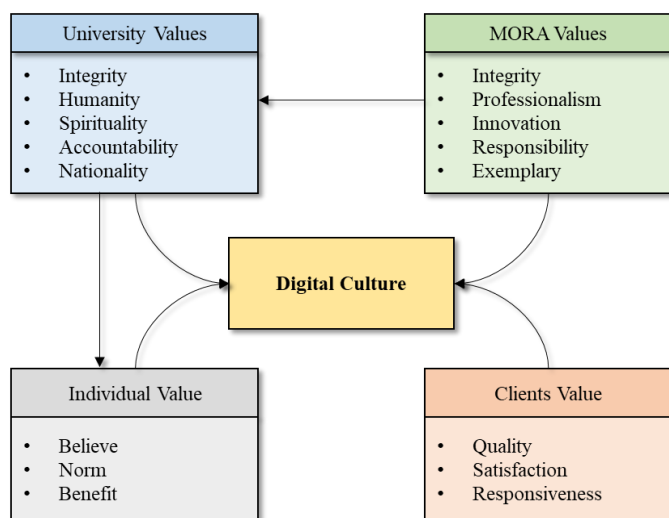 University Values
• Integrity
• Humanity
• Spirituality
• Accountability
• Nationality
MORA Values
• Integrity
• Professionalism
• Innovation
• Responsibility
• Exemplary
Digital Culture
Individual Value
• Believe
• Norm
• Benefit
Clients Value
• Quality
• Satisfaction
• Responsiveness